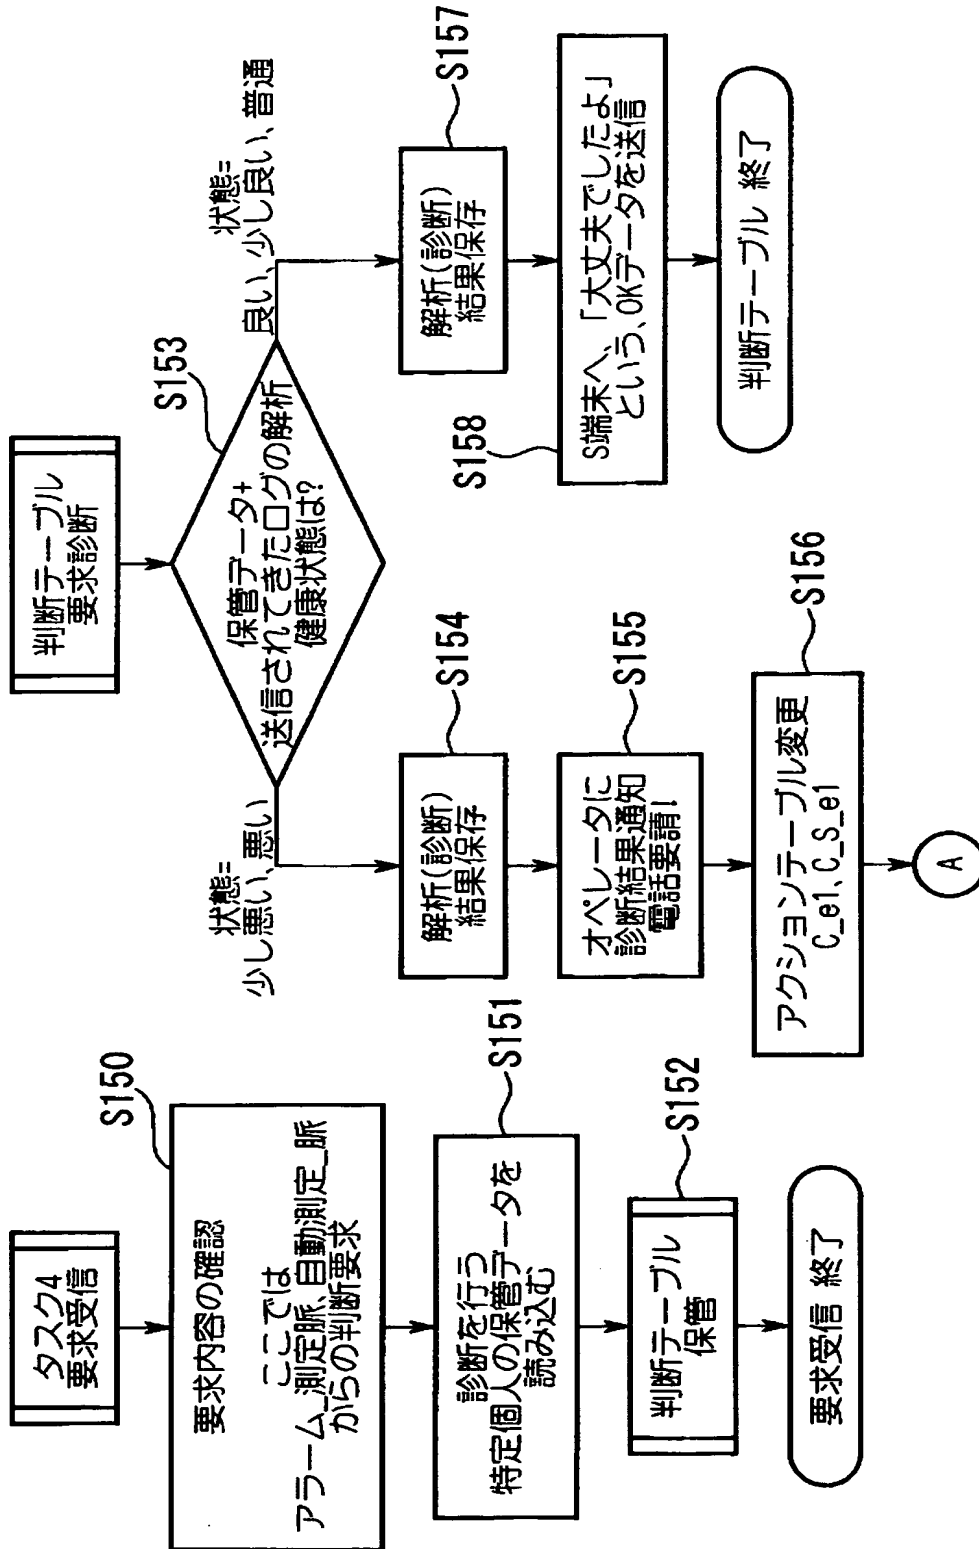 タスク4
要求受信
S150
要求内容の確認
ここでは
アラーム_測定脈、自動測定_脈
からの判断要求
S151
診断を行う
特定個人の保管データを
読み込む
S152
判断テーブル
保管
要求受信 終了
判断テーブル
要求診断
S153
保管データ+
送信されてきたログの解析
健康状態は?
状態=
少し悪い、悪い
S154
解析(診断)
結果保存
S155
オペレータに
診断結果通知
電話要請!
S156
アクションテーブル変更
C_e1、C_S_e1
A
状態=
良い、少し良い、普通
S157
解析(診断)
結果保存
S158
S端末へ、「大丈夫でしたよ」
という、OKデータを送信
判断テーブル 終了